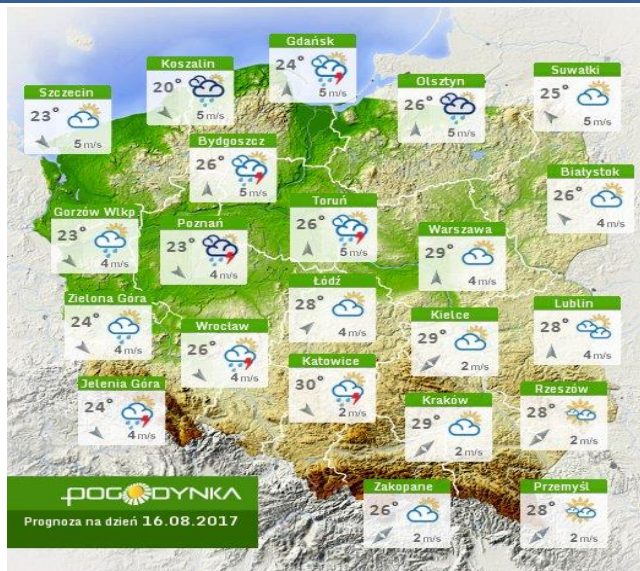 Gdańsk
24°
5 m/s
Koszalin
20°
5 m/s
Suwałki
25°
5 m/s
Olsztyn
26°
5 m/s
Szczecin
23°
5 m/s
Bydgoszcz
26°
5 m/s
Białystok
26°
4 m/s
Toruń
26°
5 m/s
Gorzów Wlkp
23°
4 m/s
Poznań
23°
4 m/s
Warszawa
29°
4 m/s
Łódź
28°
4 m/s
Zielona Góra
24°
4 m/s
Lublin
28°
4 m/s
Kielce
29°
2 m/s
Wrocław
26°
4 m/s
Katowice
30°
2 m/s
Jelenia Góra
24°
4 m/s
Rzeszów
28°
2 m/s
Kraków
29°
2 m/s
Zakopane
26°
2 m/s
Przemyśl
28°
2 m/s
POGODYNKA
Prognoza na dzień 16.08.2017